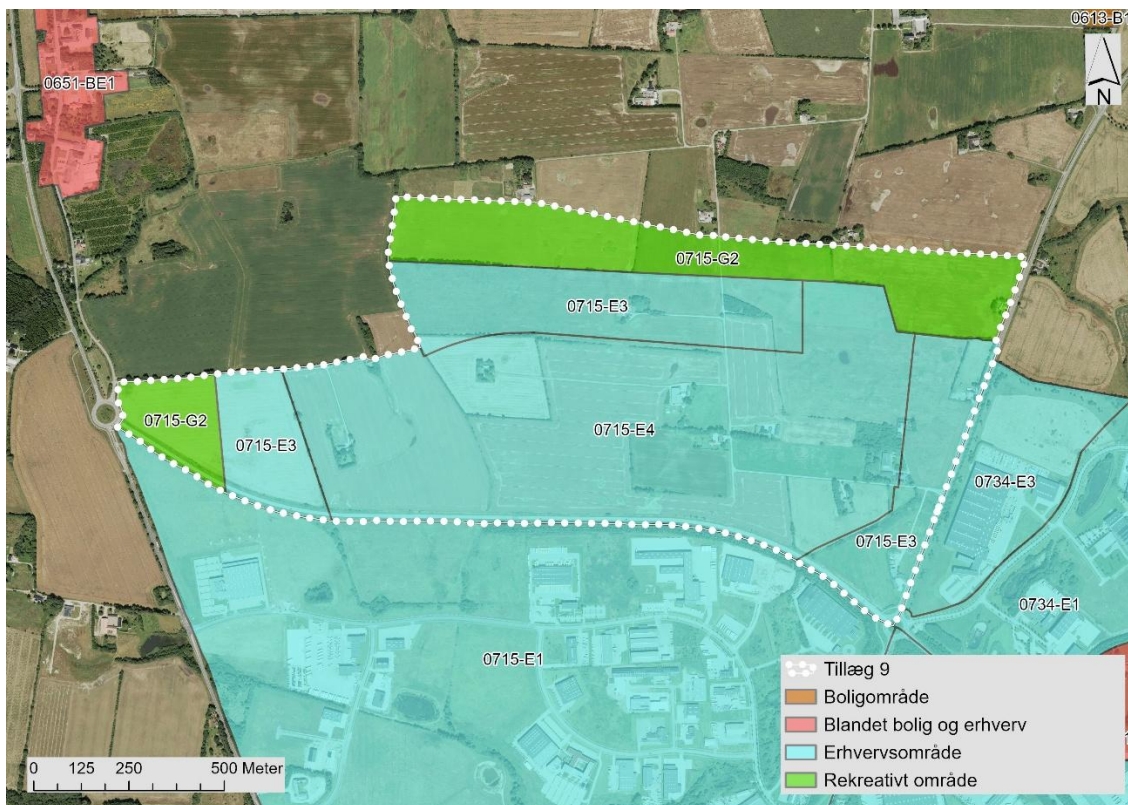 0613-B1
0651-BE1
N
0715-G2
0715-E3
0715-G2
0715-E3
0715-E4
0734-E3
0715-E3
0734-E1
0715-E1
Tillæg 9
Boligområde
Blandet bolig og erhverv
Erhvervsområde
Rekreativt område
0 125 250 500 Meter